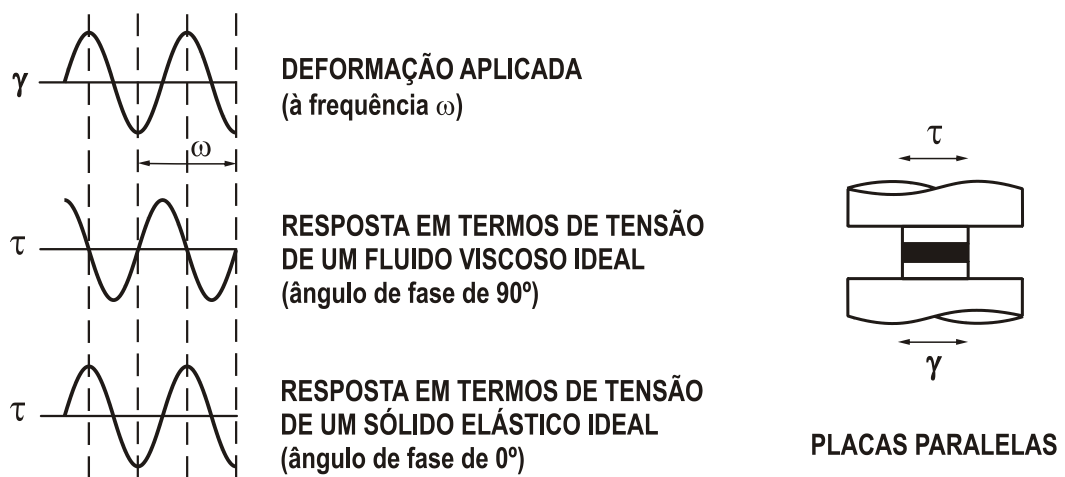 γ
DEFORMAÇÃO APLICADA
(à frequência ω)
ω
τ
RESPOSTA EM TERMOS DE TENSÃO
DE UM FLUIDO VISCOSO IDEAL
(ângulo de fase de 90º)
τ
RESPOSTA EM TERMOS DE TENSÃO
DE UM SÓLIDO ELÁSTICO IDEAL
(ângulo de fase de 0º)
τ
γ
PLACAS PARALELAS